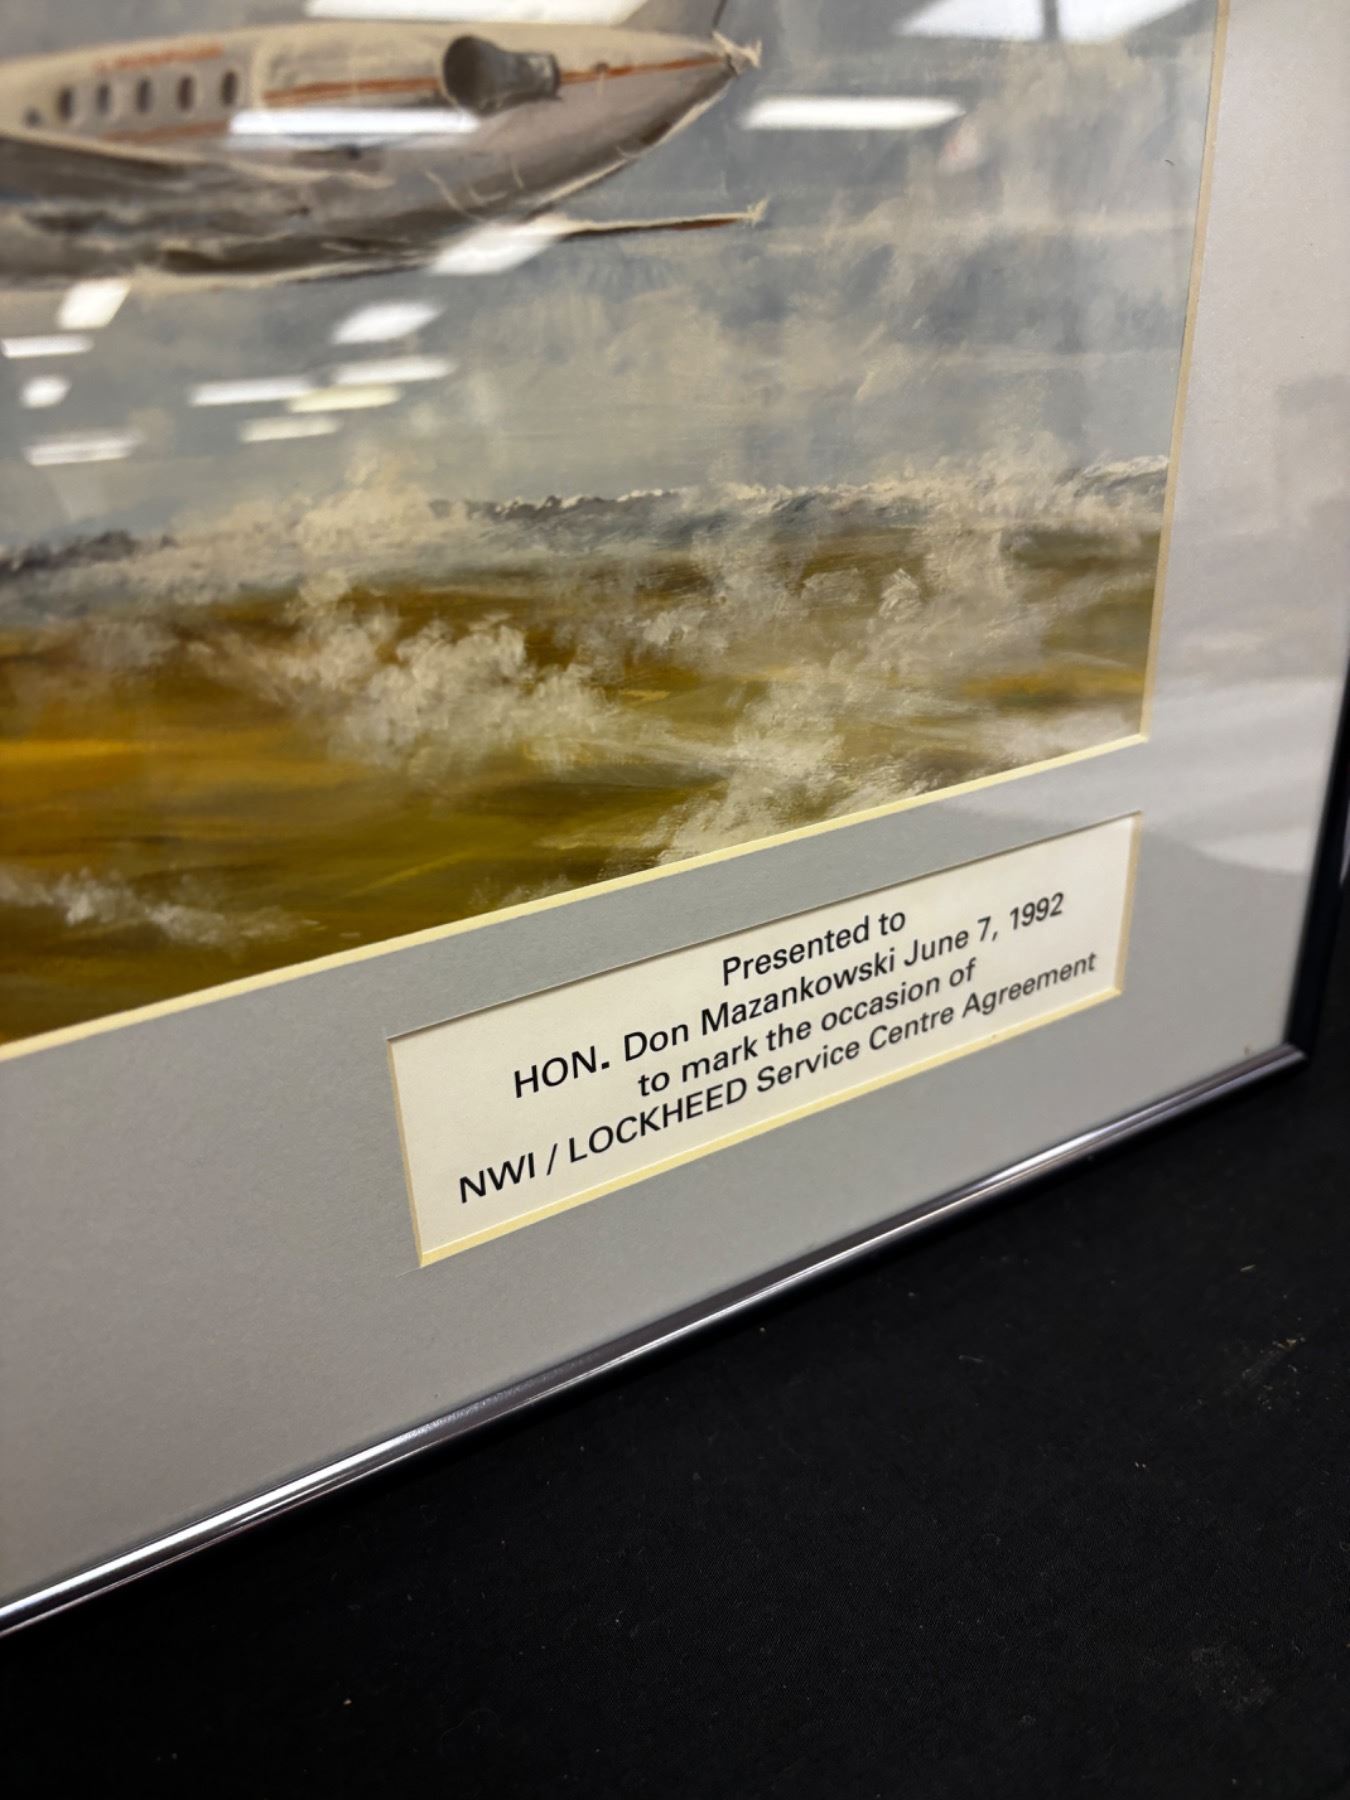 Presented to
HON. Don Mazankowski June 7, 1992
to mark the occasion of
NWI / LOCKHEED Service Centre Agreement